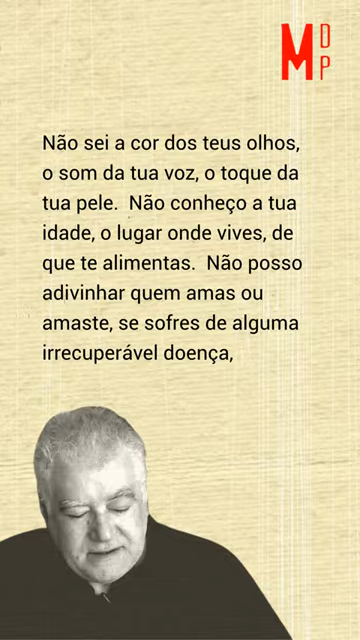 MDP
Não sei a cor dos teus olhos,
o som da tua voz, o toque da
tua pele.  Não conheço a tua
idade, o lugar onde vives, de
que te alimentas.  Não posso
adivinhar quem amas ou
amaste, se sofres de alguma
irrecuperável doença,